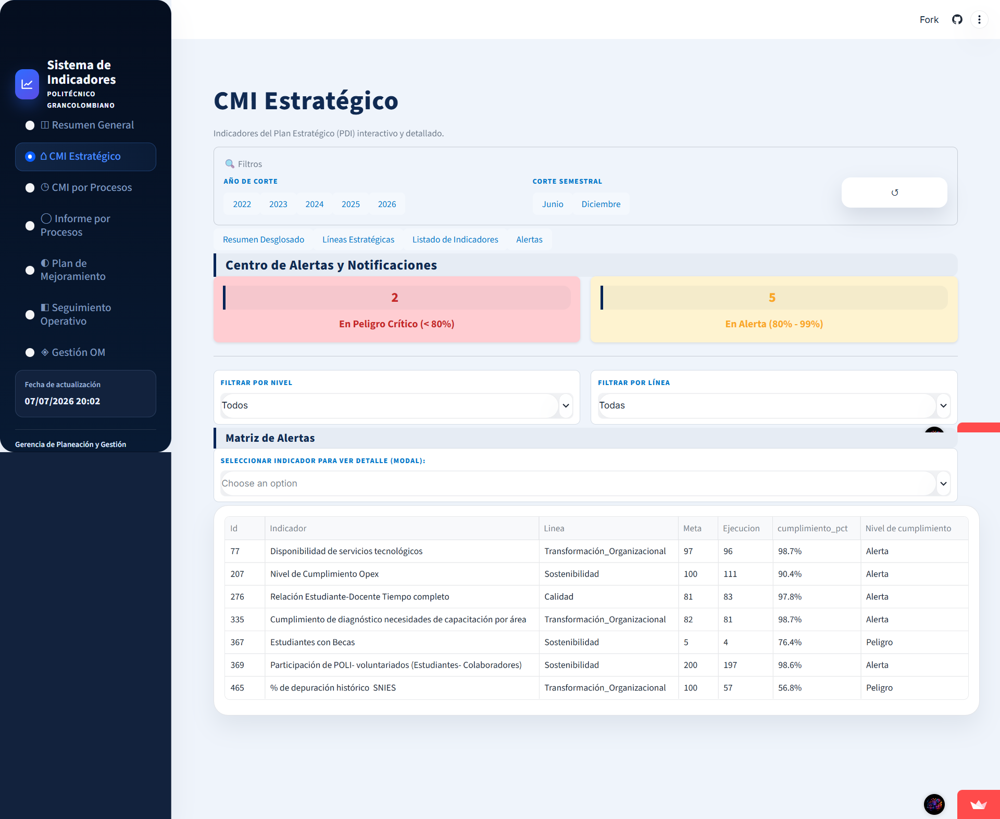 Fork
Sistema de
Indicadores
POLITÉCNICO
GRANCOLOMBIANO
Resumen General
CMI Estratégico
CMI por Procesos
Informe por
Procesos
Plan de
Mejoramiento
Seguimiento
Operativo
Gestión OM
Fecha de actualización
07/07/2026 20:02
Gerencia de Planeación y Gestión
CMI Estratégico
Indicadores del Plan Estratégico (PDI) interactivo y detallado.
Filtros
AÑO DE CORTE
2022 2023 2024 2025 2026
CORTE SEMESTRAL
Junio Diciembre
Resumen Desglosado Líneas Estratégicas Listado de Indicadores Alertas
Centro de Alertas y Notificaciones
2
En Peligro Crítico (< 80%)
5
En Alerta (80% - 99%)
FILTRAR POR NIVEL
Todos
FILTRAR POR LÍNEA
Todas
Matriz de Alertas
SELECCIONAR INDICADOR PARA VER DETALLE (MODAL):
Choose an option
Id Indicador Linea Meta Ejecucion cumplimiento_pct Nivel de cumplimiento
77 Disponibilidad de servicios tecnológicos Transformación_Organizacional 97 96 98.7% Alerta
207 Nivel de Cumplimiento Opex Sostenibilidad 100 111 90.4% Alerta
276 Relación Estudiante-Docente Tiempo completo Calidad 81 83 97.8% Alerta
335 Cumplimiento de diagnóstico necesidades de capacitación por área Transformación_Organizacional 82 81 98.7% Alerta
367 Estudiantes con Becas Sostenibilidad 5 4 76.4% Peligro
369 Participación de POLI- voluntariados (Estudiantes- Colaboradores) Sostenibilidad 200 197 98.6% Alerta
465 % de depuración histórico SNIES Transformación_Organizacional 100 57 56.8% Peligro